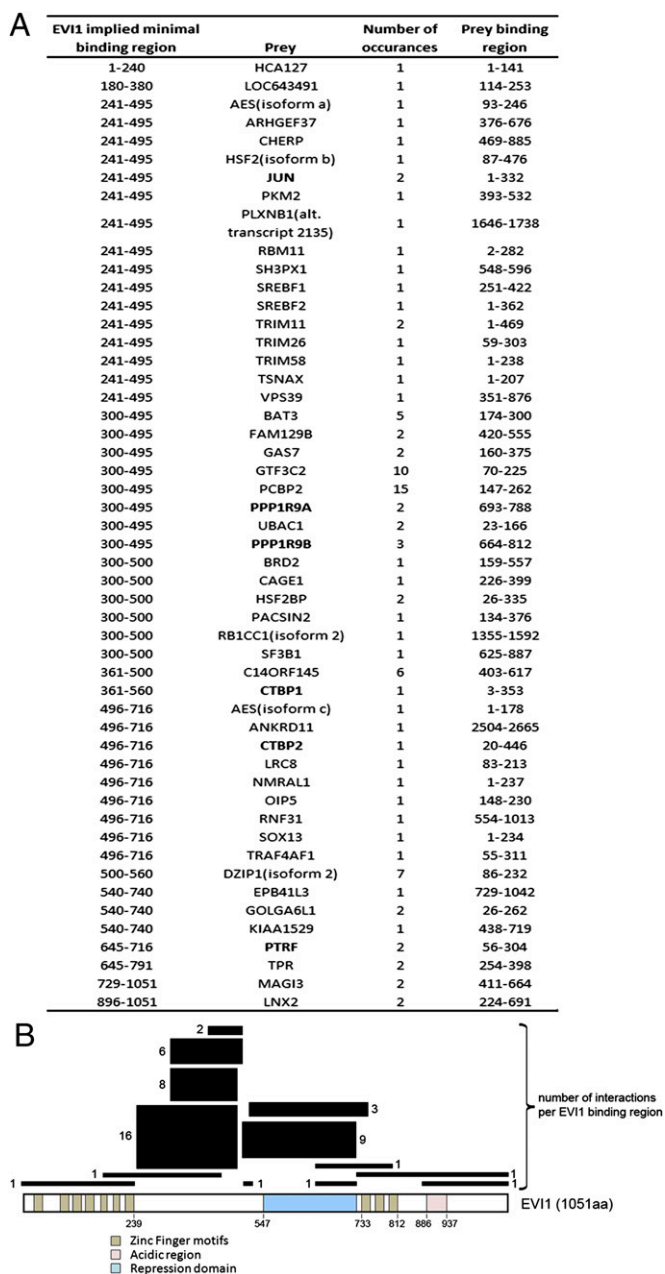 A
EVI1 implied minimal binding region Prey Number of occurances Prey binding region
1-240 HCA127 1 1-141
180-380 LOC643491 1 114-253
241-495 AES(isoform a) 1 93-246
241-495 ARHGEF37 1 376-676
241-495 CHERP 1 469-885
241-495 HSF2(isoform b) 1 87-476
241-495 JUN 2 1-332
241-495 PKM2 1 393-532
241-495 PLXNB1(alt. transcript 2135) 1 1646-1738
241-495 RBM11 1 2-282
241-495 SH3PX1 1 548-596
241-495 SREBF1 1 251-422
241-495 SREBF2 1 1-362
241-495 TRIM11 2 1-469
241-495 TRIM26 1 59-303
241-495 TRIM58 1 1-238
241-495 TSNAX 1 1-207
241-495 VPS39 1 351-876
300-495 BAT3 5 174-300
300-495 FAM129B 2 420-555
300-495 GAS7 2 160-375
300-495 GTF3C2 10 70-225
300-495 PCBP2 15 147-262
300-495 PPP1R9A 2 693-788
300-495 UBAC1 2 23-166
300-495 PPP1R9B 3 664-812
300-500 BRD2 1 159-557
300-500 CAGE1 1 226-399
300-500 HSF2BP 2 26-335
300-500 PACSIN2 1 134-376
300-500 RB1CC1(isoform 2) 1 1355-1592
300-500 SF3B1 1 625-887
361-500 C14ORF145 6 403-617
361-560 CTBP1 1 3-353
496-716 AES(isoform c) 1 1-178
496-716 ANKRD11 1 2504-2665
496-716 CTBP2 1 20-446
496-716 LRC8 1 83-213
496-716 NMRAL1 1 1-237
496-716 OIP5 1 148-230
496-716 RNF31 1 554-1013
496-716 SOX13 1 1-234
496-716 TRAF4AF1 1 55-311
500-560 DZIP1(isoform 2) 7 86-232
540-740 EPB41L3 1 729-1042
540-740 GOLGA6L1 2 26-262
540-740 KIAA1529 1 438-719
645-716 PTRF 2 56-304
645-791 TPR 2 254-398
729-1051 MAGI3 2 411-664
896-1051 LNX2 2 224-691
B
2
6
8
3
16
9
1
1
1
1
1
1
1
number of interactions
per EVI1 binding region
EVI1 (1051aa)
239 547 733 812 886 937
Zinc Finger motifs
Acidic region
Repression domain